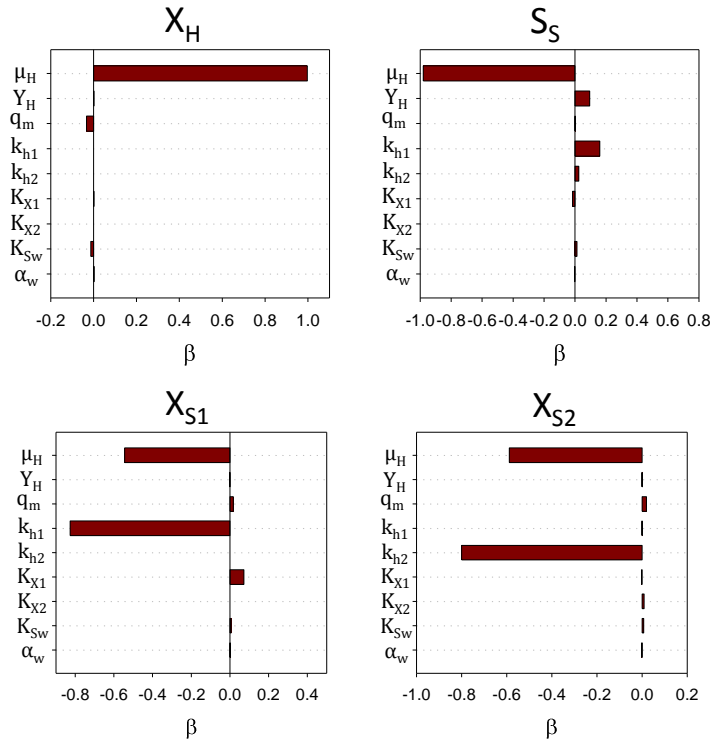 X_H
μ_H
Y_H
q_m
k_h1
k_h2
K_X1
K_X2
K_Sw
α_w
-0.2 0.0 0.2 0.4 0.6 0.8 1.0
β
S_S
μ_H
Y_H
q_m
k_h1
k_h2
K_X1
K_X2
K_Sw
α_w
-1.0 -0.8 -0.6 -0.4 -0.2 0.0 0.2 0.4 0.6 0.8
β
X_S1
μ_H
Y_H
q_m
k_h1
k_h2
K_X1
K_X2
K_Sw
α_w
-0.8 -0.6 -0.4 -0.2 0.0 0.2 0.4
β
X_S2
μ_H
Y_H
q_m
k_h1
k_h2
K_X1
K_X2
K_Sw
α_w
-1.0 -0.8 -0.6 -0.4 -0.2 0.0 0.2
β